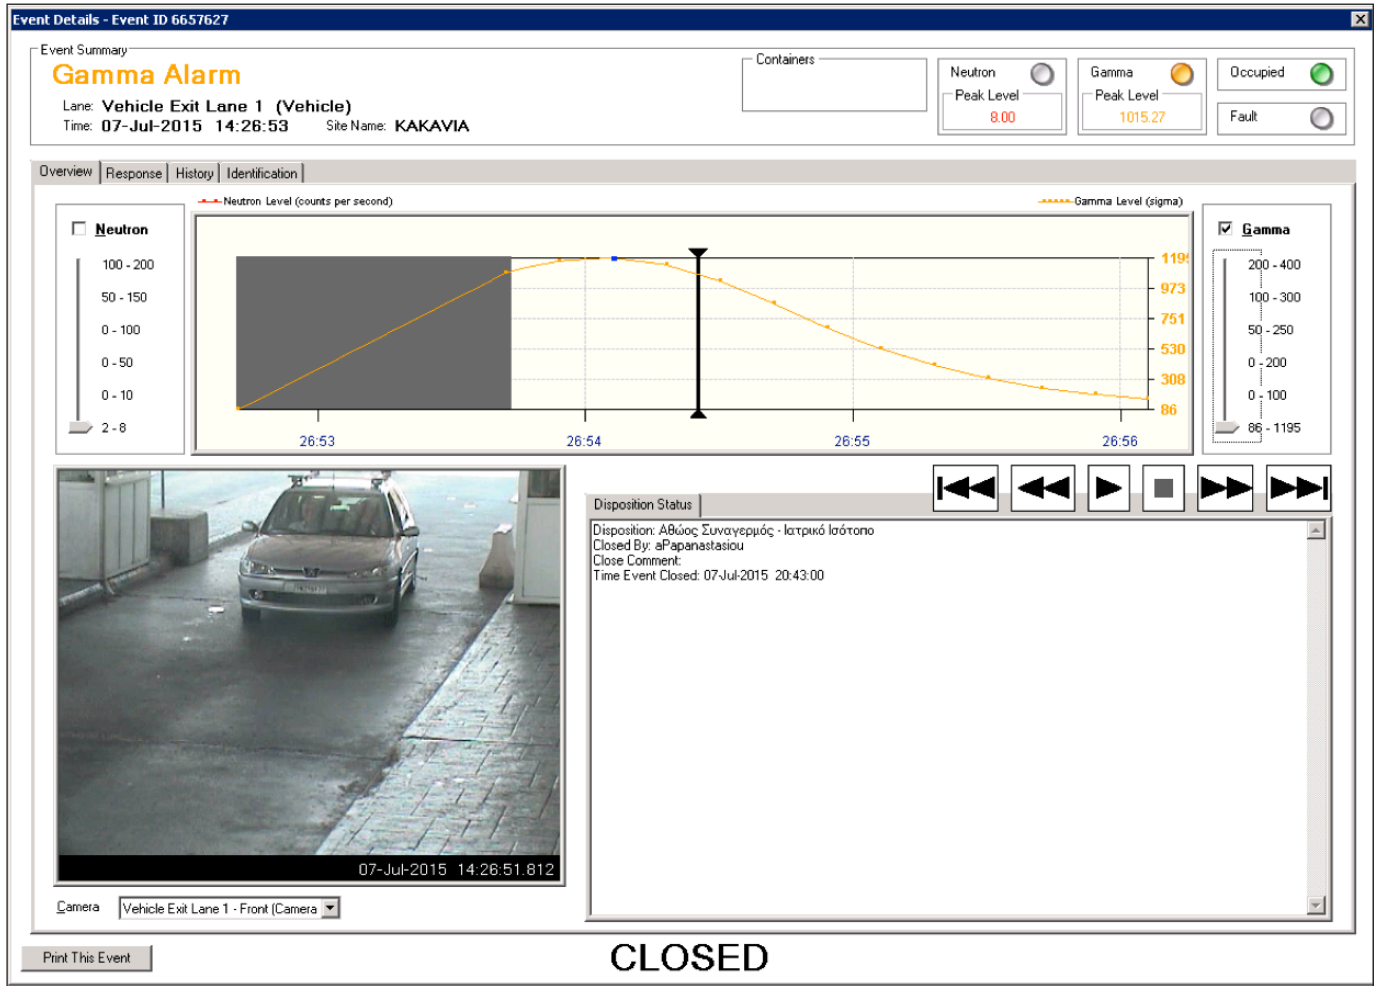 Event Details - Event ID 6657627
Event Summary
Gamma Alarm
Lane: Vehicle Exit Lane 1 (Vehicle)
Time: 07-Jul-2015 14:26:53 Site Name: KAKAVIA
Containers
Neutron
Peak Level
8.00
Gamma
Peak Level
1015.27
Occupied
Fault
Overview Response History Identification
Neutron Level (counts per second)
Gamma Level (sigma)
Neutron
100 - 200
50 - 150
0 - 100
0 - 50
0 - 10
2 - 8
1195
973
751
530
308
86
26:53 26:54 26:55 26:56
Gamma
200 - 400
100 - 300
50 - 250
0 - 200
0 - 100
86 - 1195
07-Jul-2015 14:26:51.812
Camera Vehicle Exit Lane 1 - Front (Camera
Disposition Status
Disposition: Αθώος Συναγερμός - Ιατρικό Ισότοπο
Closed By: aPapanastasiou
Close Comment:
Time Event Closed: 07-Jul-2015 20:43:00
Print This Event
CLOSED